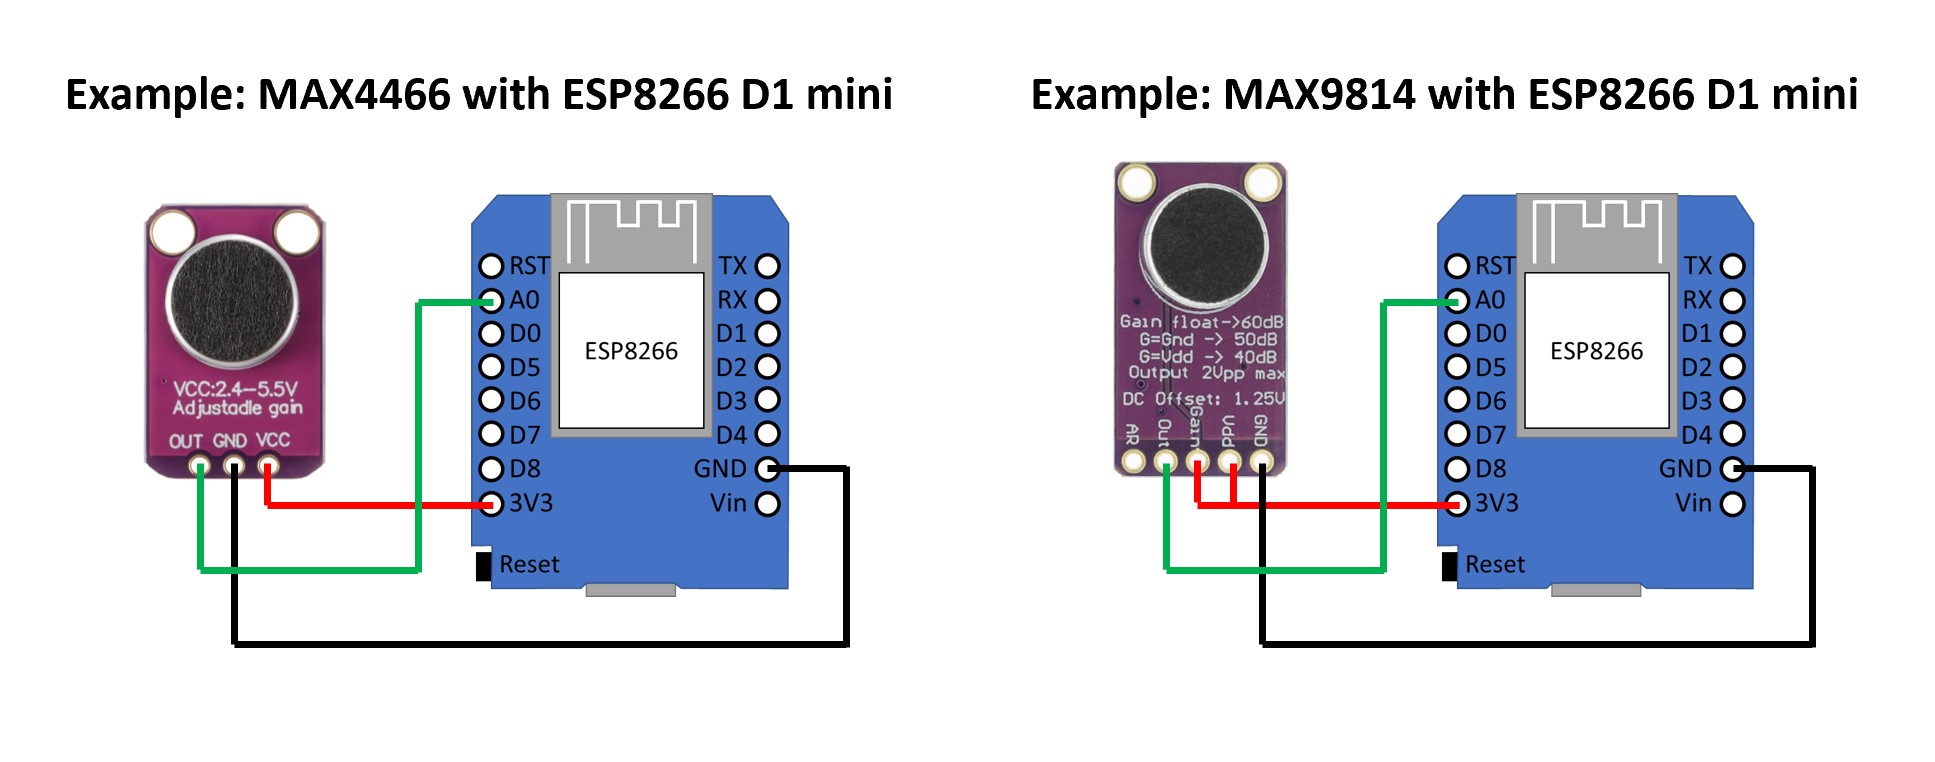 Example: MAX4466 with ESP8266 D1 mini
VCC:2.4-5.5V
Adjustadle gain
OUT GND VCC
RST
A0
D0
D5
D6
D7
D8
3V3
Reset
ESP8266
TX
RX
D1
D2
D3
D4
GND
Vin
Example: MAX9814 with ESP8266 D1 mini
Gain float->60dB
G=Gnd -> 50dB
G=Vdd -> 40dB
Output 2Vpp max
DC Offset: 1.25V
AR
Out
Gain
Vdd
GND
RST
A0
D0
D5
D6
D7
D8
3V3
Reset
ESP8266
TX
RX
D1
D2
D3
D4
GND
Vin